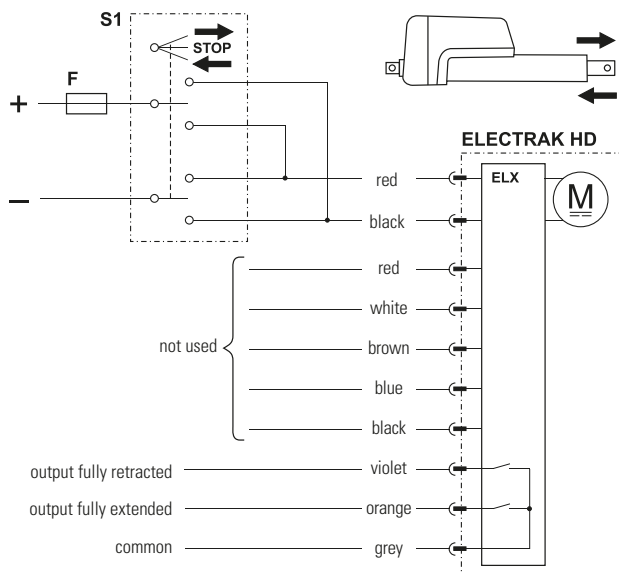 S1
STOP
F
+
–
ELECTRAK HD
ELX
M
red
black
red
white
not used
brown
blue
black
output fully retracted
violet
output fully extended
orange
common
grey